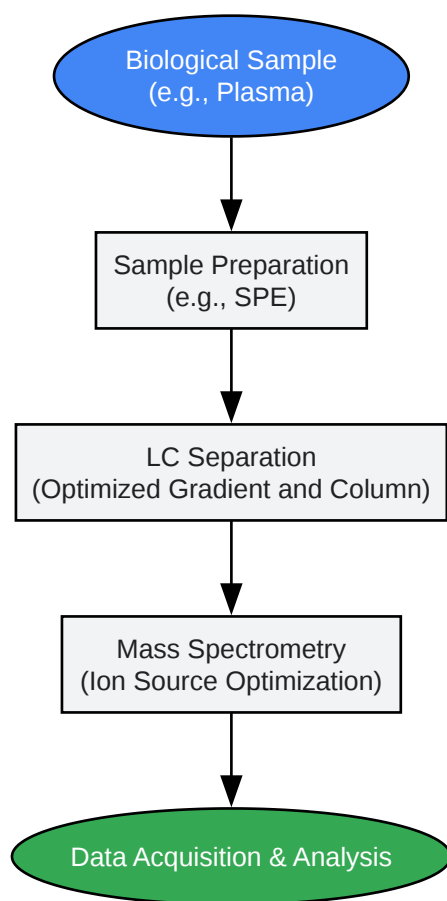 Biological Sample
(e.g., Plasma)
Sample Preparation
(e.g., SPE)
LC Separation
(Optimized Gradient and Column)
Mass Spectrometry
(Ion Source Optimization)
Data Acquisition & Analysis